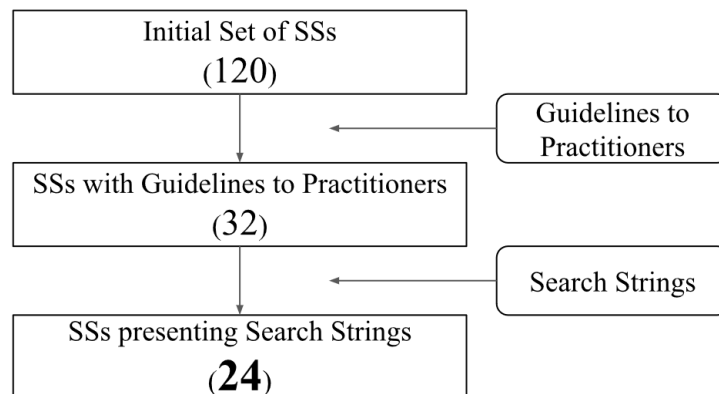 Initial Set of SSs
(120)
Guidelines to
Practitioners
SSs with Guidelines to Practitioners
(32)
Search Strings
SSs presenting Search Strings
(24)